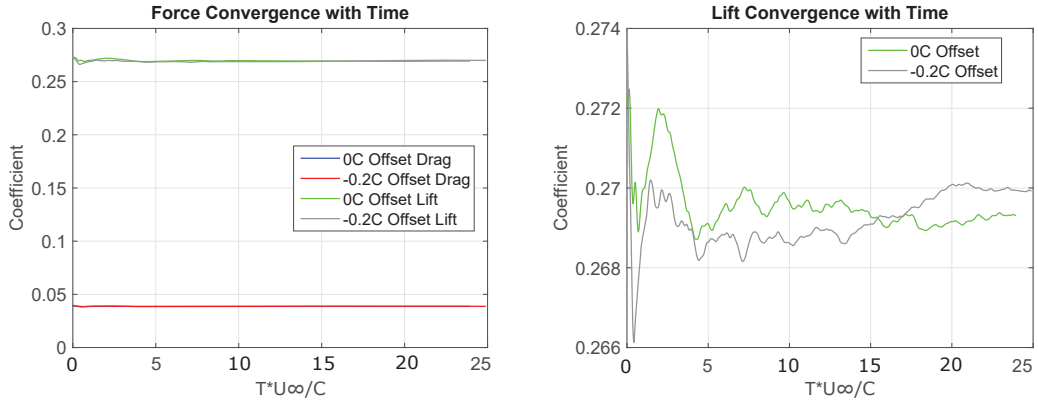 Force Convergence with Time
0.3
0.25
0.2
0.15
0.1
0.05
0
Coefficient
0C Offset Drag
-0.2C Offset Drag
0C Offset Lift
-0.2C Offset Lift
0 5 10 15 20 25
T*U∞/C
Lift Convergence with Time
0.274
0.272
0.27
0.268
0.266
Coefficient
0C Offset
-0.2C Offset
0 5 10 15 20 25
T*U∞/C